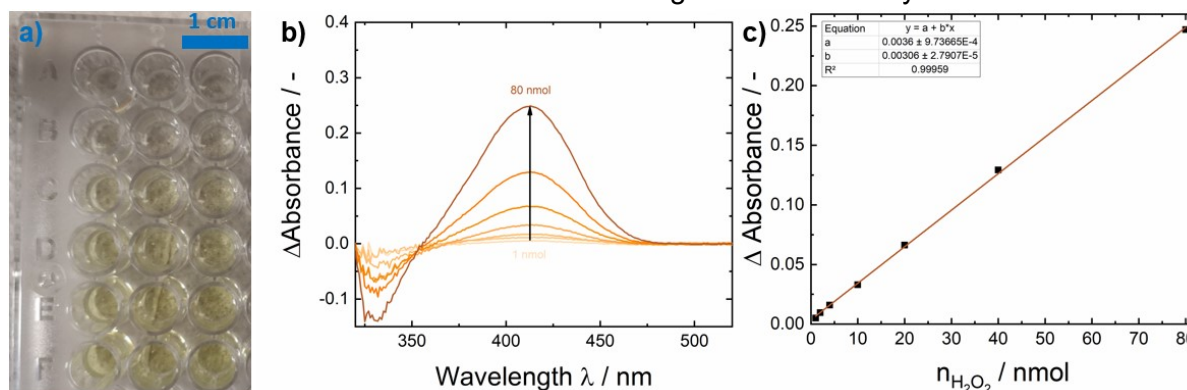 a)
1 cm
A
B
C
D
E
F
b)
ΔAbsorbance / -
0.4
0.3
0.2
0.1
0.0
-0.1
80 nmol
1 nmol
350 400 450 500
Wavelength λ / nm
c)
Δ Absorbance / -
0.25
0.20
0.15
0.10
0.05
0.00
Equation y = a + b*x
a 0.0036 ± 9.73665E-4
b 0.00306 ± 2.7907E-5
R² 0.99959
0 10 20 30 40 50 60 70 80
n_H₂O₂ / nmol